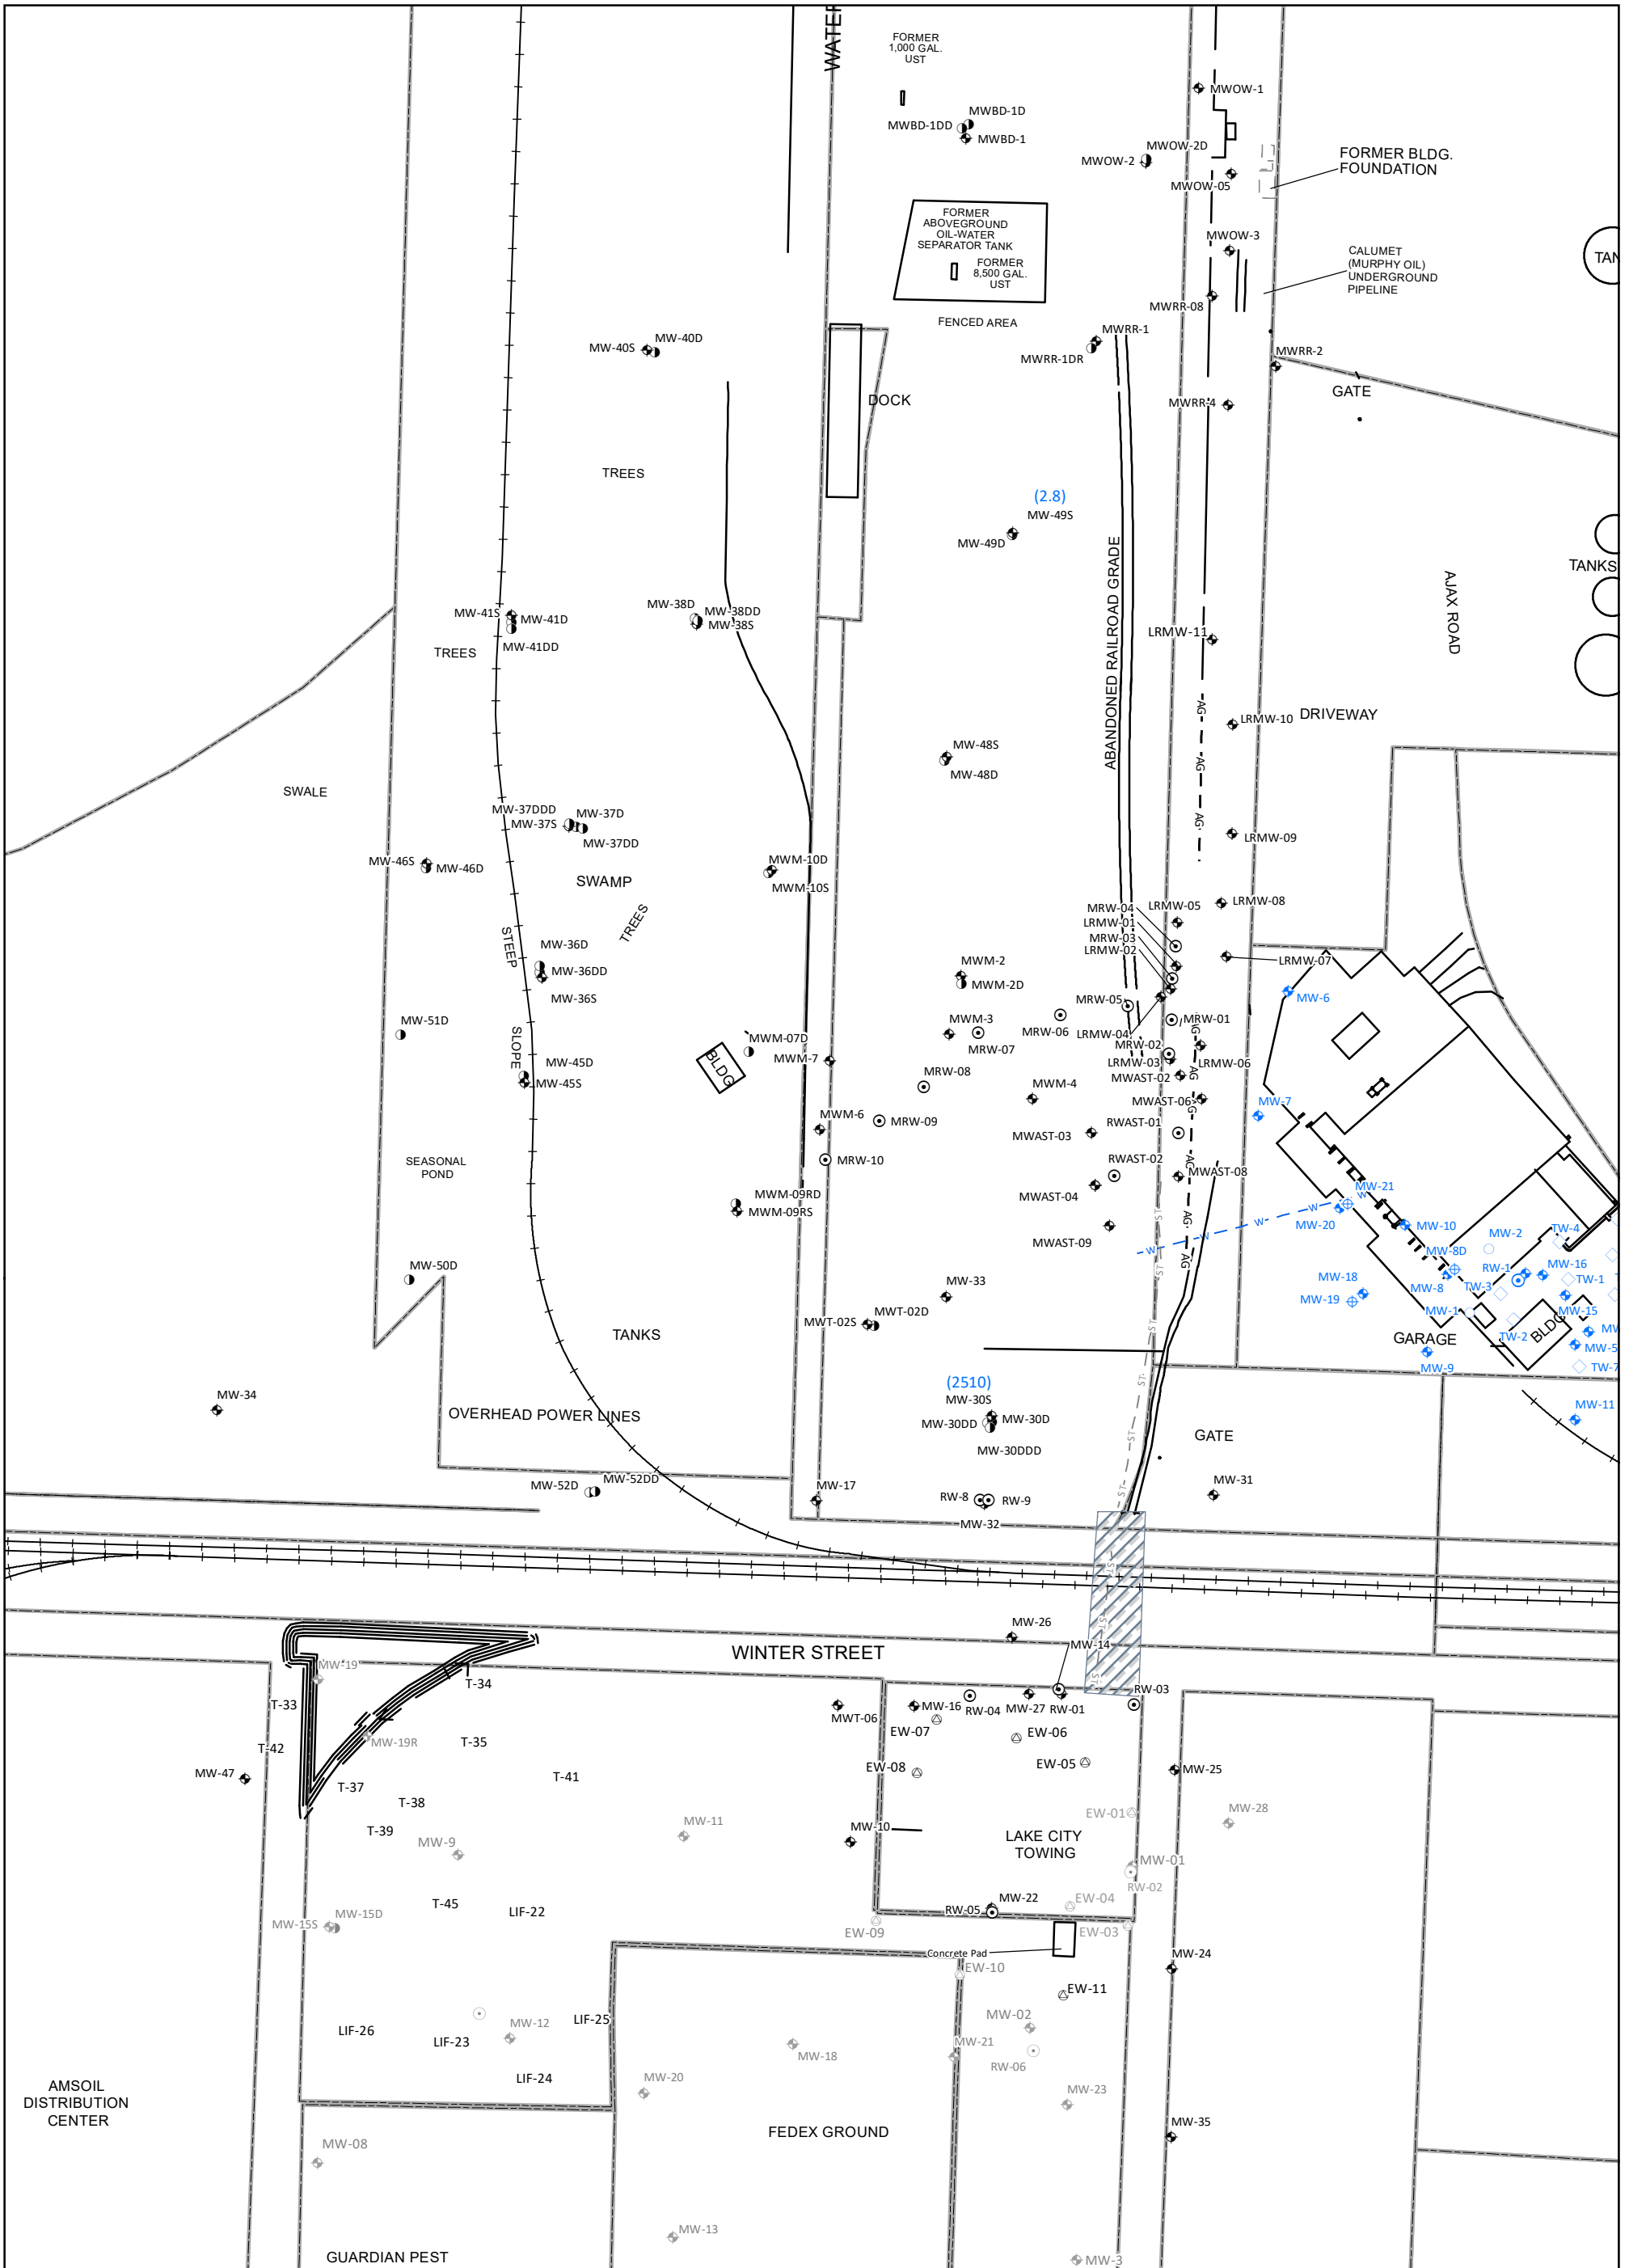 WATER
FORMER
1,000 GAL.
UST
MWOW-1
MWBD-1D
MWBD-1DD
MWBD-1
MWOW-2D
MWOW-2
FORMER BLDG.
FOUNDATION
MWOW-05
FORMER
ABOVEGROUND
OIL-WATER
SEPARATOR TANK
FORMER
8,500 GAL.
UST
MWOW-3
CALUMET
(MURPHY OIL)
UNDERGROUND
PIPELINE
TAN
MWRR-08
FENCED AREA
MWRR-1
MWRR-1DR
MW-40D
MW-40S
MWRR-2
GATE
DOCK
MWRR-4
TREES
(2.8)
MW-49S
MW-49D
ABANDONED RAILROAD GRADE
TANKS
AJAX ROAD
MW-38D
MW-38DD
MW-38S
MW-41S
MW-41D
MW-41DD
LRMW-11
TREES
AG
LRMW-10
DRIVEWAY
MW-48S
MW-48D
AG
SWALE
MW-37DDD
MW-37D
MW-37S
MW-37DD
AG
LRMW-09
MW-46S
MW-46D
MWM-10D
MWM-10S
SWAMP
TREES
MRW-04
LRMW-05
LRMW-08
LRMW-01
MRW-03
LRMW-02
STEEP
SLOPE
MW-36D
MW-36DD
MW-36S
MWM-2
MWM-2D
LRMW-07
MW-6
MRW-05
MRW-06
MRW-01
LRMW-04
AG
MW-51D
MWM-07D
MWM-7
MWM-3
MRW-07
MRW-02
LRMW-03
LRMW-06
BLDG
MW-45D
MW-45S
MRW-08
MWAST-02
AG
MWM-4
MWAST-06
AG
MW-7
MWM-6
MRW-09
RWAST-01
MWAST-03
SEASONAL
POND
MRW-10
RWAST-02
AG
MWAST-08
MWAST-04
MWM-09RD
MWM-09RS
MW-21
MW-20
W
W
W
W
W
AG
ST
ST
MWAST-09
AG
MW-10
MW-2
TW-4
MW-8D
MW-8
RW-1
MW-16
TW-3
TW-1
MW-50D
MW-33
MW-18
MW-19
MW-1
MW-15
MWT-02D
MWT-02S
ST
TW-2
BLDG
MW
MW-5
TANKS
GARAGE
MW-9
TW-7
(2510)
ST
MW-30S
MW-30D
MW-30DD
MW-30DDD
MW-34
OVERHEAD POWER LINES
MW-11
ST
GATE
MW-52D
MW-52DD
MW-17
RW-8
RW-9
MW-32
ST
MW-31
ST
ST
MW-26
WINTER STREET
MW-14
MW-19
ST
T-34
T-33
RW-03
MWT-06
MW-16
RW-04
MW-27
RW-01
EW-07
EW-06
MW-19R
T-35
T-42
EW-08
EW-05
MW-47
T-41
MW-25
T-37
T-38
EW-01
MW-28
T-39
MW-9
MW-11
MW-10
LAKE CITY
TOWING
MW-01
RW-02
T-45
LIF-22
MW-22
EW-04
RW-05
MW-15S
MW-15D
EW-09
EW-03
Concrete Pad
MW-24
EW-10
EW-11
LIF-26
LIF-23
MW-12
LIF-25
MW-02
MW-18
MW-21
RW-06
LIF-24
MW-20
AMSOIL
DISTRIBUTION
CENTER
MW-23
MW-35
FEDEX GROUND
MW-08
MW-13
GUARDIAN PEST
MW-3